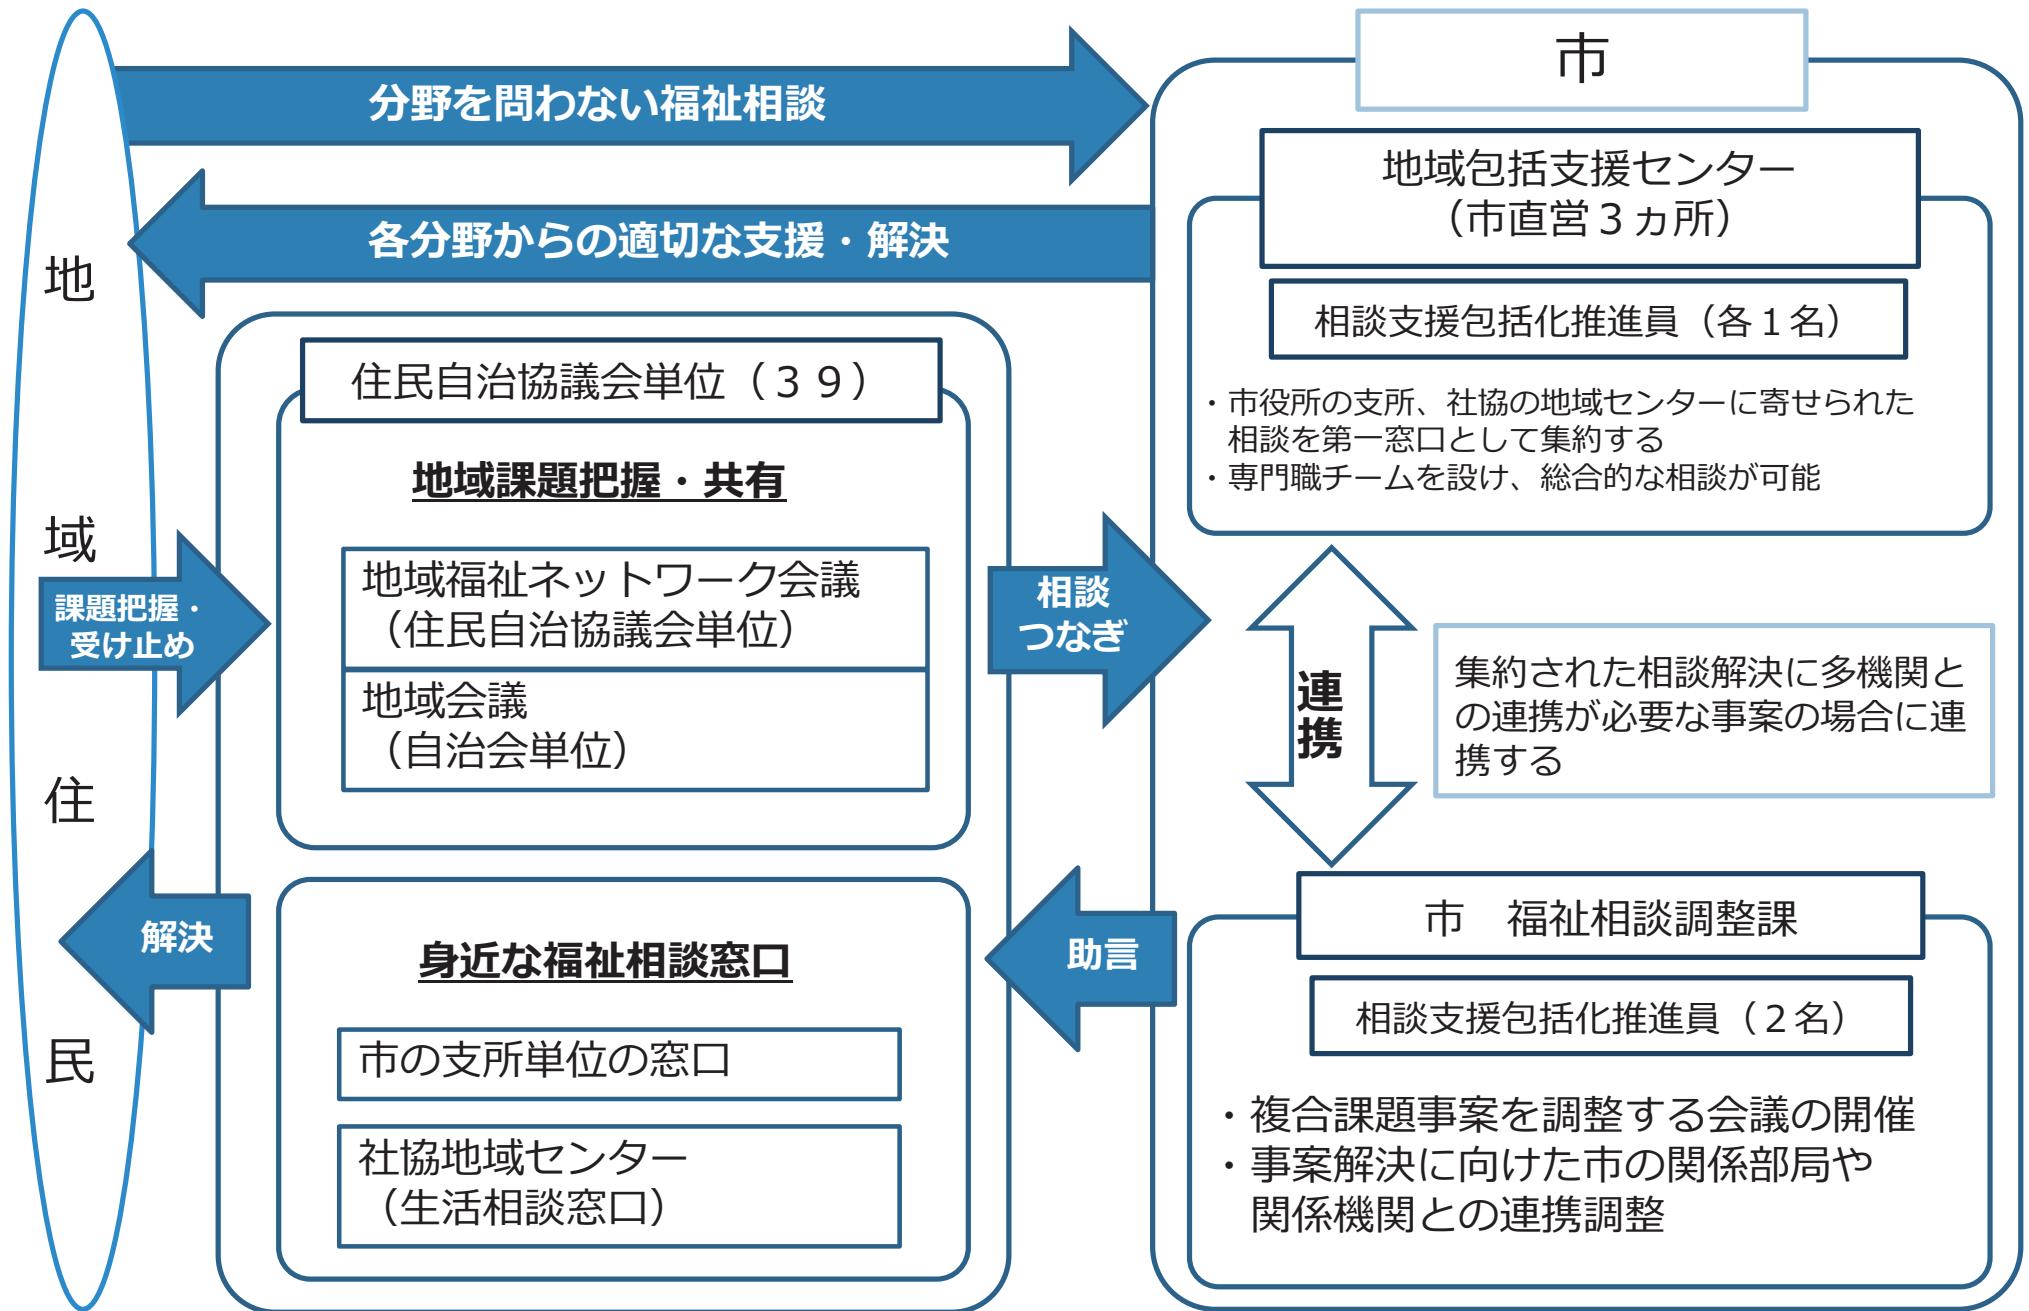 地域住民
分野を問わない福祉相談
各分野からの適切な支援・解決
課題把握・
受け止め
解決
住民自治協議会単位（３９）
地域課題把握・共有
地域福祉ネットワーク会議
（住民自治協議会単位）
地域会議
（自治会単位）
身近な福祉相談窓口
市の支所単位の窓口
社協地域センター
（生活相談窓口）
相談
つなぎ
助言
市
地域包括支援センター
（市直営３ヵ所）
相談支援包括化推進員（各１名）
・市役所の支所、社協の地域センターに寄せられた
相談を第一窓口として集約する
・専門職チームを設け、総合的な相談が可能
連携
集約された相談解決に多機関と
の連携が必要な事案の場合に連
携する
市　福祉相談調整課
相談支援包括化推進員（２名）
・複合課題事案を調整する会議の開催
・事案解決に向けた市の関係部局や
関係機関との連携調整